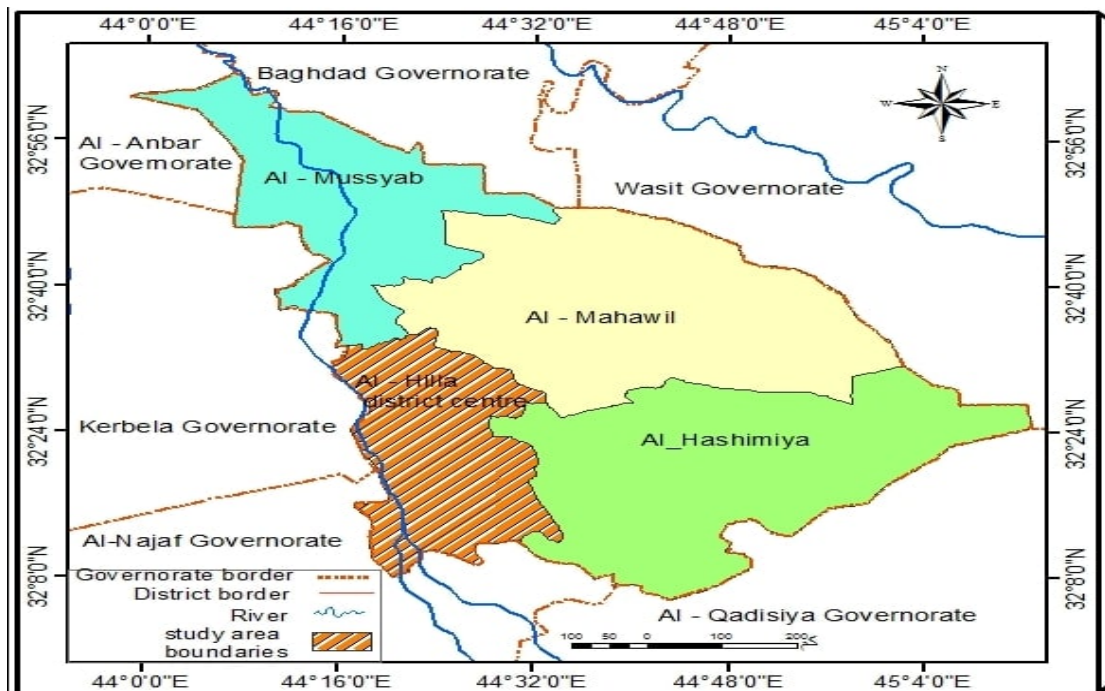 44°0'0"E 44°16'0"E 44°32'0"E 44°48'0"E 45°4'0"E
Baghdad Governorate
N
W E
S
32°56'0"N
32°56'0"N
Al - Anbar
Governorate
Al - Mussyab
Wasit Governorate
32°40'0"N
32°40'0"N
Al - Mahawil
Al - Hilla
district centre
Kerbela Governorate
32°24'0"N
32°24'0"N
Al_Hashimiya
Al-Najaf Governorate
32°8'0"N
32°8'0"N
Governorate border
District border
River
study area
boundaries
Al - Qadisiya Governorate
100 50 0 100 200
44°0'0"E 44°16'0"E 44°32'0"E 44°48'0"E 45°4'0"E